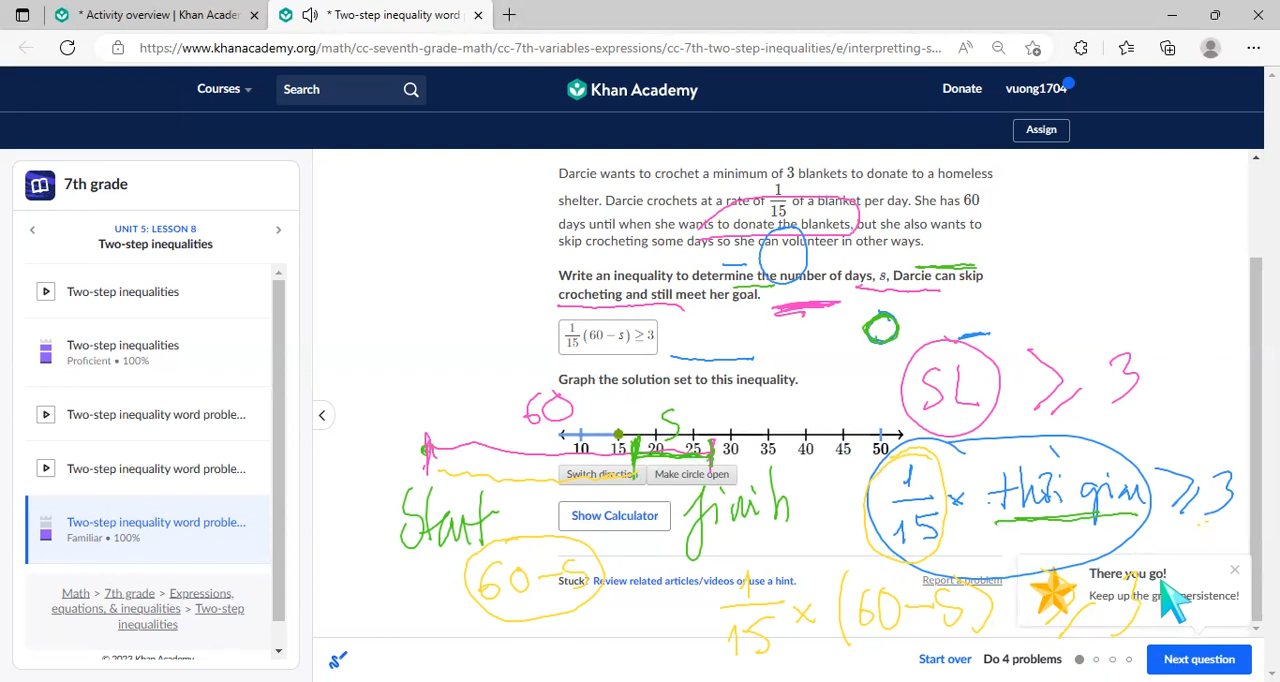 * Activity overview | Khan Acader
* Two-step inequality word
https://www.khanacademy.org/math/cc-seventh-grade-math/cc-7th-variables-expressions/cc-7th-two-step-inequalities/e/interpretting-s...
Courses
Search
Khan Academy
Donate
vuong1704
Assign
7th grade
UNIT 5: LESSON 8
Two-step inequalities
Two-step inequalities
Two-step inequalities
Proficient • 100%
Two-step inequality word proble...
Two-step inequality word proble...
Two-step inequality word proble...
Familiar • 100%
Math > 7th grade > Expressions,
equations, & inequalities > Two-step
inequalities
© 2023 Khan Academy
Darcie wants to crochet a minimum of 3 blankets to donate to a homeless
shelter. Darcie crochets at a rate of 1/15 of a blanket per day. She has 60
days until when she wants to donate the blankets, but she also wants to
skip crocheting some days so she can volunteer in other ways.
Write an inequality to determine the number of days, s, Darcie can skip
crocheting and still meet her goal.
1/15 (60 − s) ≥ 3
SL ≥ 3
Graph the solution set to this inequality.
60
S
10 15 20 25 30 35 40 45 50
Switch direction
Make circle open
1/15 × thời gian ≥ 3
Start
finish
Show Calculator
60 − S
Stuck? Review related articles/videos or use a hint.
Report a problem
There you go!
Keep up the great persistence!
1/15 × (60 − S) ≥ 3
Start over
Do 4 problems
Next question